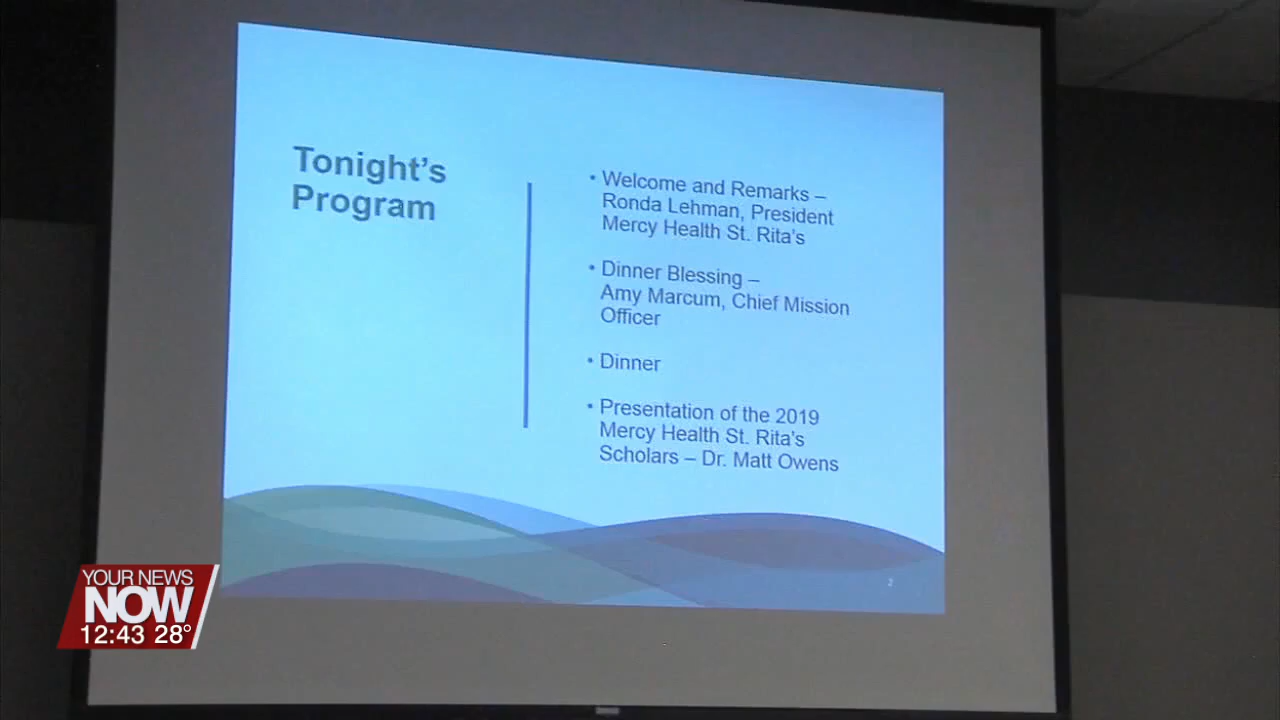 Tonight's
Program
• Welcome and Remarks –
Ronda Lehman, President
Mercy Health St. Rita's
• Dinner Blessing –
Amy Marcum, Chief Mission
Officer
• Dinner
• Presentation of the 2019
Mercy Health St. Rita's
Scholars – Dr. Matt Owens
2
YOUR NEWS
NOW
12:43 28°